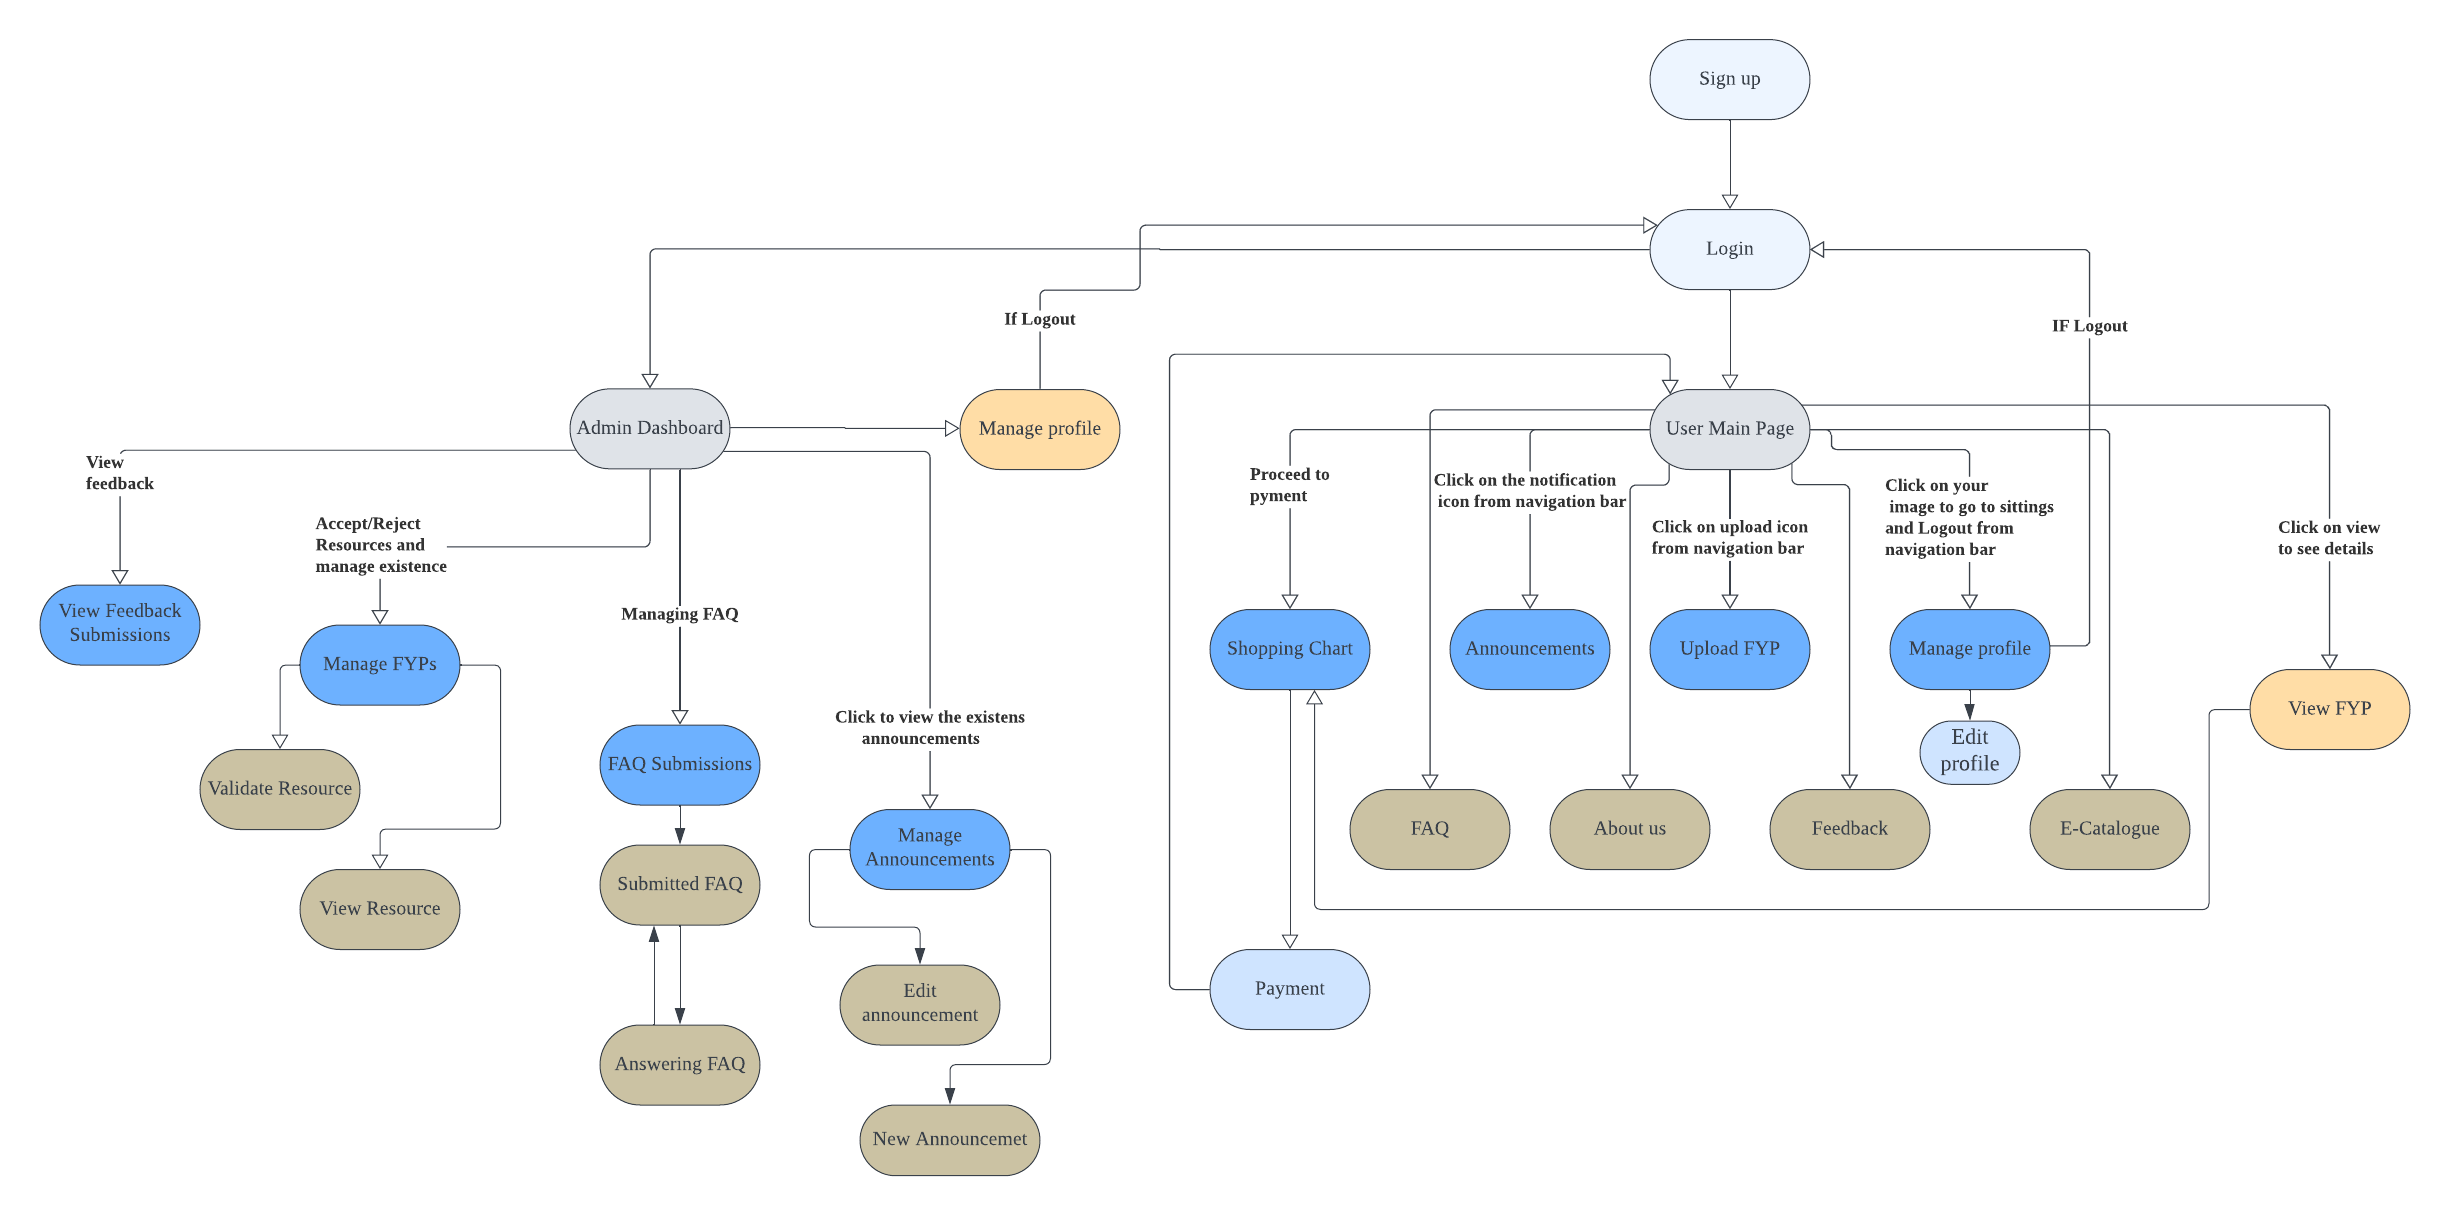 Sign up
Login
If Logout
IF Logout
Admin Dashboard
Manage profile
User Main Page
View
feedback
Accept/Reject
Resources and
manage existence
Managing FAQ
Click to view the existens
announcements
Proceed to
pyment
Click on the notification
icon from navigation bar
Click on upload icon
from navigation bar
Click on your
image to go to sittings
and Logout from
navigation bar
Click on view
to see details
View Feedback
Submissions
Manage FYPs
Validate Resource
View Resource
FAQ Submissions
Submitted FAQ
Answering FAQ
Manage
Announcements
Edit
announcement
New Announcemet
Shopping Chart
Announcements
Upload FYP
Manage profile
View FYP
Edit
profile
FAQ
About us
Feedback
E-Catalogue
Payment